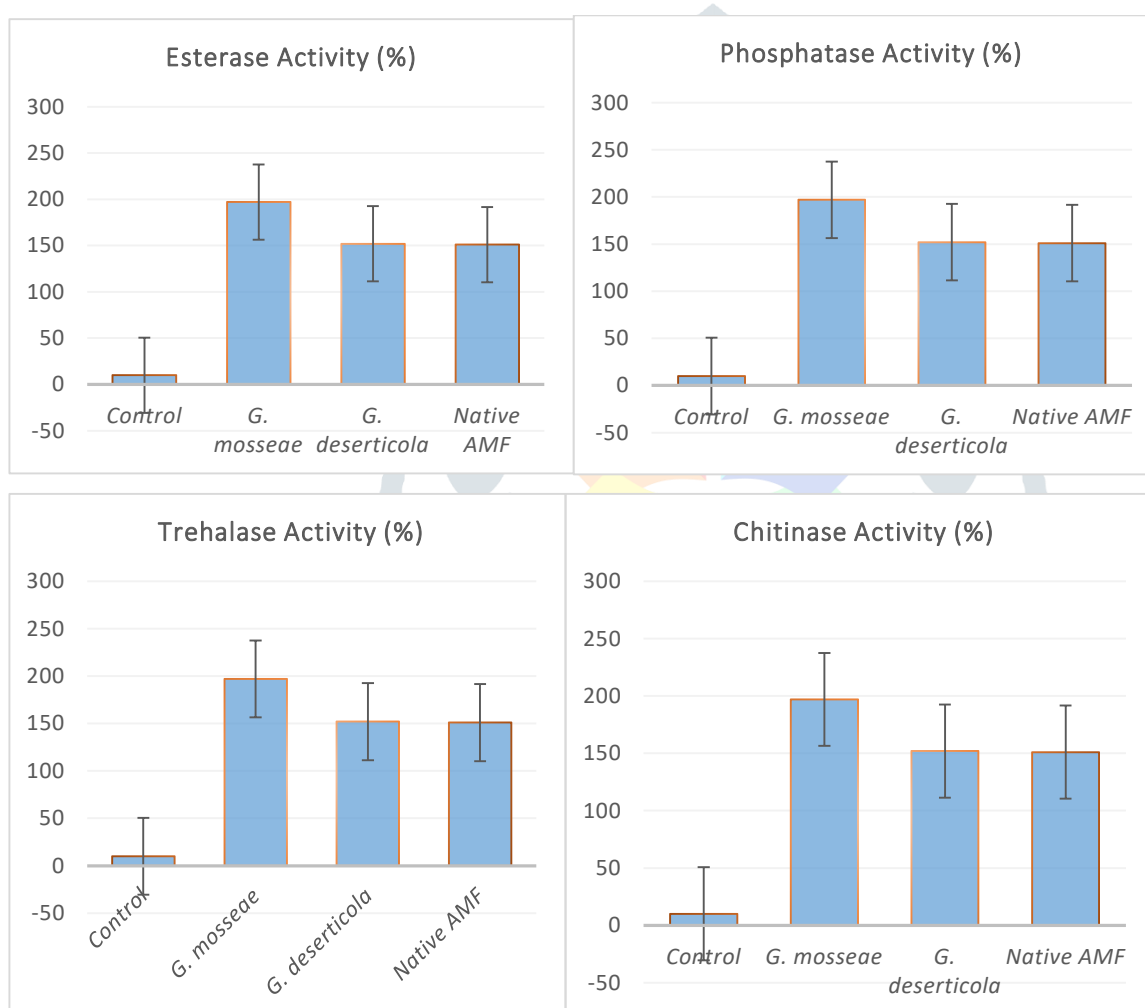 Esterase Activity (%)
300
250
200
150
100
50
0
-50
Control
G.
mosseae
G.
deserticola
Native
AMF
Phosphatase Activity (%)
300
250
200
150
100
50
0
-50
Control
G. mosseae
G.
deserticola
Native AMF
Trehalase Activity (%)
300
250
200
150
100
50
0
-50
Control
G. mosseae
G. deserticola
Native AMF
Chitinase Activity (%)
300
250
200
150
100
50
0
-50
Control
G. mosseae
G.
deserticola
Native AMF